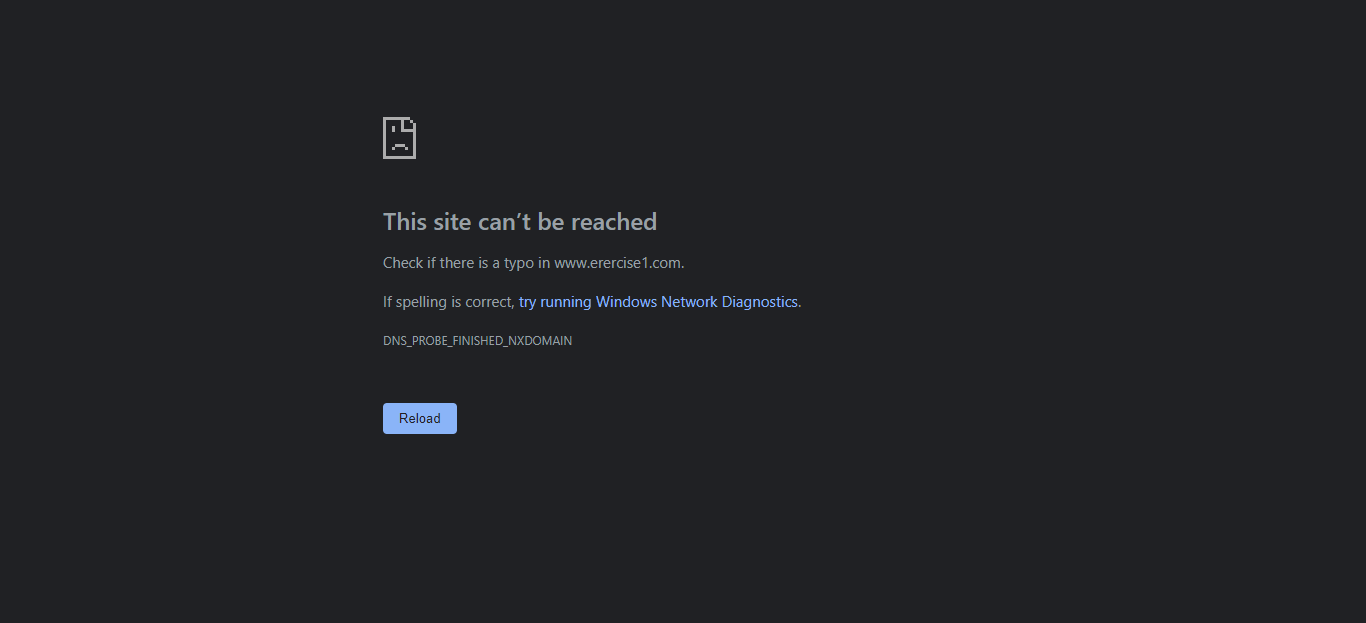 This site can’t be reached
Check if there is a typo in www.erercise1.com.
If spelling is correct, try running Windows Network Diagnostics.
DNS_PROBE_FINISHED_NXDOMAIN
Reload